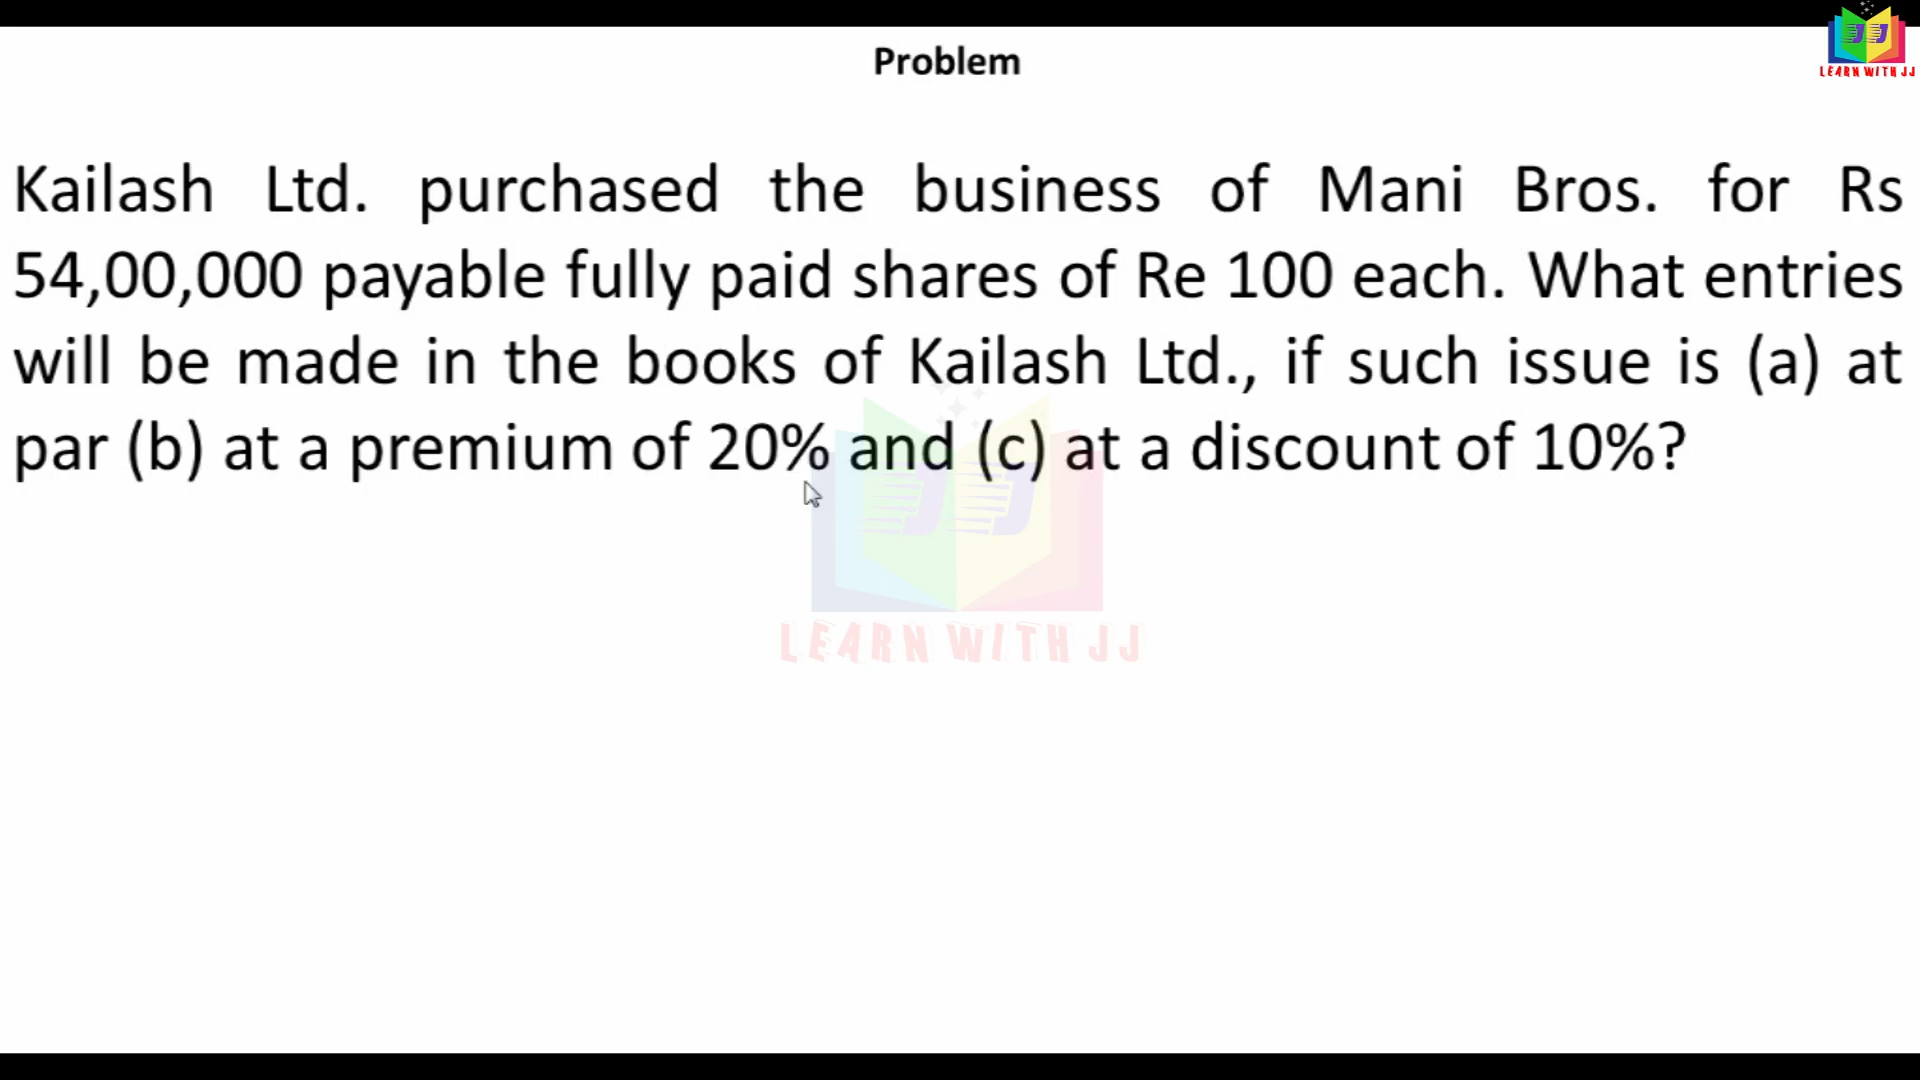 Problem
LEARN WITH JJ
Kailash Ltd. purchased the business of Mani Bros. for Rs
54,00,000 payable fully paid shares of Re 100 each. What entries
will be made in the books of Kailash Ltd., if such issue is (a) at
par (b) at a premium of 20% and (c) at a discount of 10%?
JJ
LEARN WITH JJ